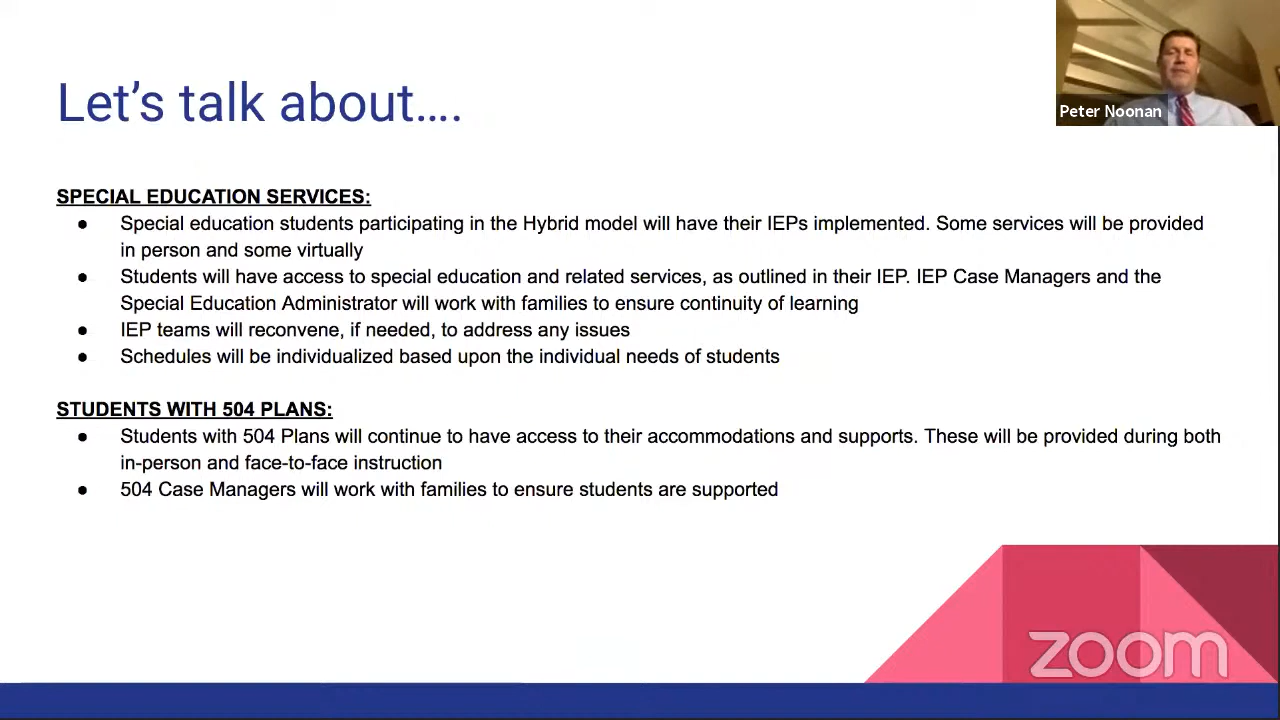 Let's talk about….
Peter Noonan
SPECIAL EDUCATION SERVICES:
● Special education students participating in the Hybrid model will have their IEPs implemented. Some services will be provided
in person and some virtually
● Students will have access to special education and related services, as outlined in their IEP. IEP Case Managers and the
Special Education Administrator will work with families to ensure continuity of learning
● IEP teams will reconvene, if needed, to address any issues
● Schedules will be individualized based upon the individual needs of students
STUDENTS WITH 504 PLANS:
● Students with 504 Plans will continue to have access to their accommodations and supports. These will be provided during both
in-person and face-to-face instruction
● 504 Case Managers will work with families to ensure students are supported
zoom